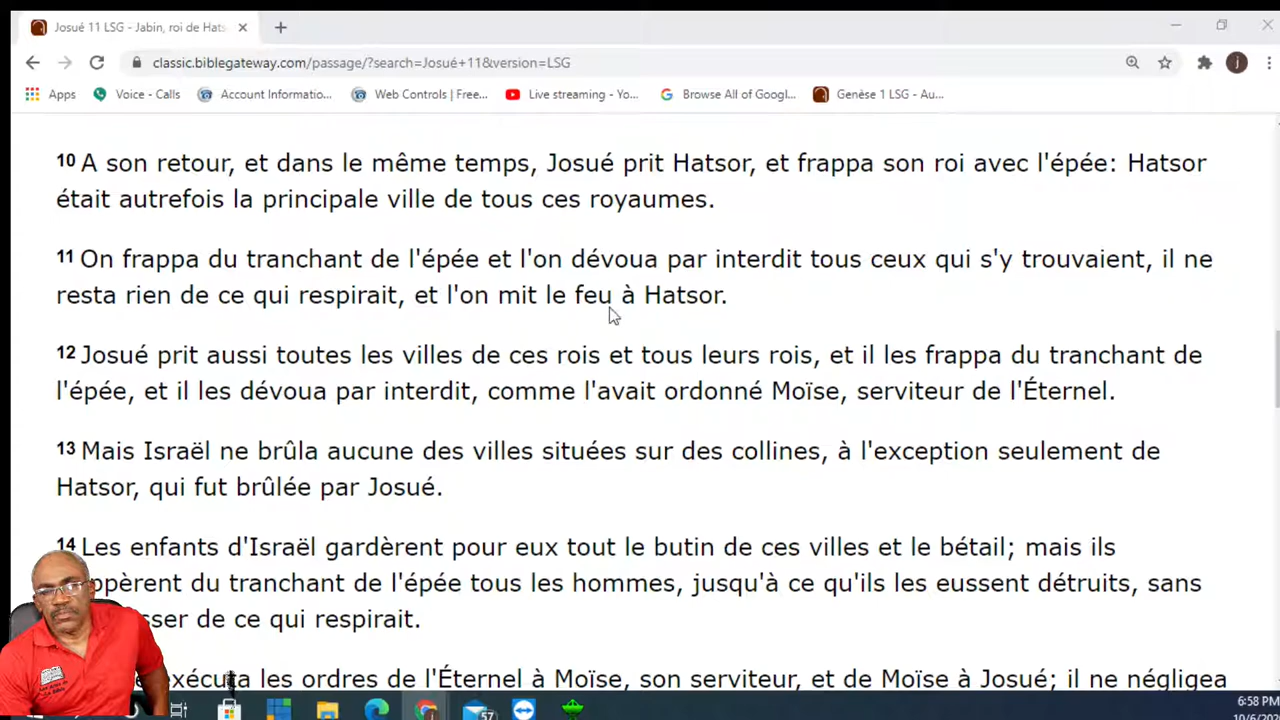 Josué 11 LSG - Jabin, roi de Hats
classic.biblegateway.com/passage/?search=Josué+11&version=LSG
j
Apps Voice - Calls Account Informatio... Web Controls | Free... Live streaming - Yo... Browse All of Googl... Genèse 1 LSG - Au...
10 A son retour, et dans le même temps, Josué prit Hatsor, et frappa son roi avec l'épée: Hatsor
était autrefois la principale ville de tous ces royaumes.
11 On frappa du tranchant de l'épée et l'on dévoua par interdit tous ceux qui s'y trouvaient, il ne
resta rien de ce qui respirait, et l'on mit le feu à Hatsor.
12 Josué prit aussi toutes les villes de ces rois et tous leurs rois, et il les frappa du tranchant de
l'épée, et il les dévoua par interdit, comme l'avait ordonné Moïse, serviteur de l'Éternel.
13 Mais Israël ne brûla aucune des villes situées sur des collines, à l'exception seulement de
Hatsor, qui fut brûlée par Josué.
14 Les enfants d'Israël gardèrent pour eux tout le butin de ces villes et le bétail; mais ils
ppèrent du tranchant de l'épée tous les hommes, jusqu'à ce qu'ils les eussent détruits, sans
sser de ce qui respirait.
exécuta les ordres de l'Éternel à Moïse, son serviteur, et de Moïse à Josué; il ne négligea
57
6:58 PM